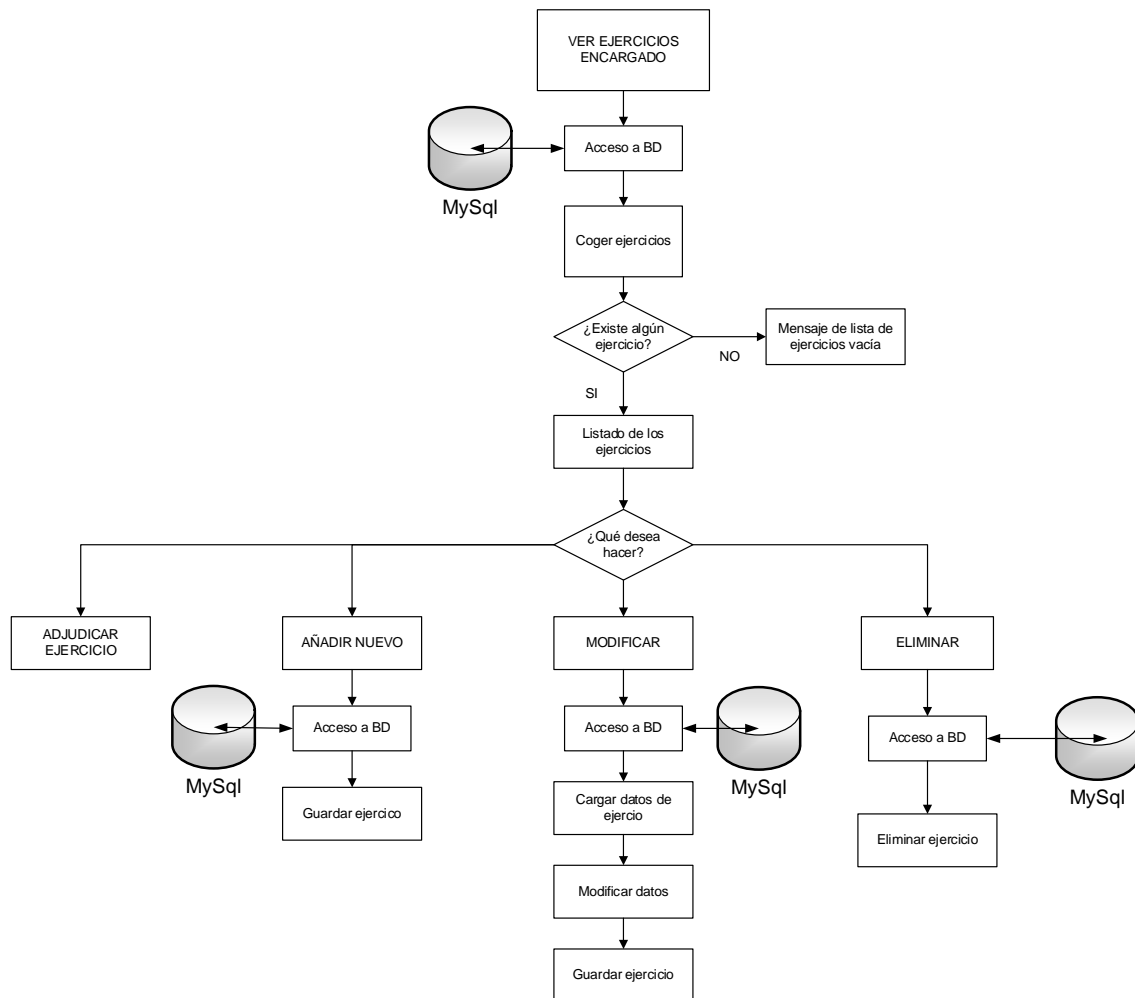 VER EJERCICIOS
ENCARGADO
Acceso a BD
MySql
Coger ejercicios
¿Existe algún
ejercicio?
NO
Mensaje de lista de
ejercicios vacía
SI
Listado de los
ejercicios
¿Qué desea
hacer?
ADJUDICAR
EJERCICIO
AÑADIR NUEVO
MODIFICAR
ELIMINAR
Acceso a BD
MySql
Acceso a BD
MySql
Acceso a BD
MySql
Guardar ejercico
Cargar datos de
ejercio
Eliminar ejercicio
Modificar datos
Guardar ejercicio